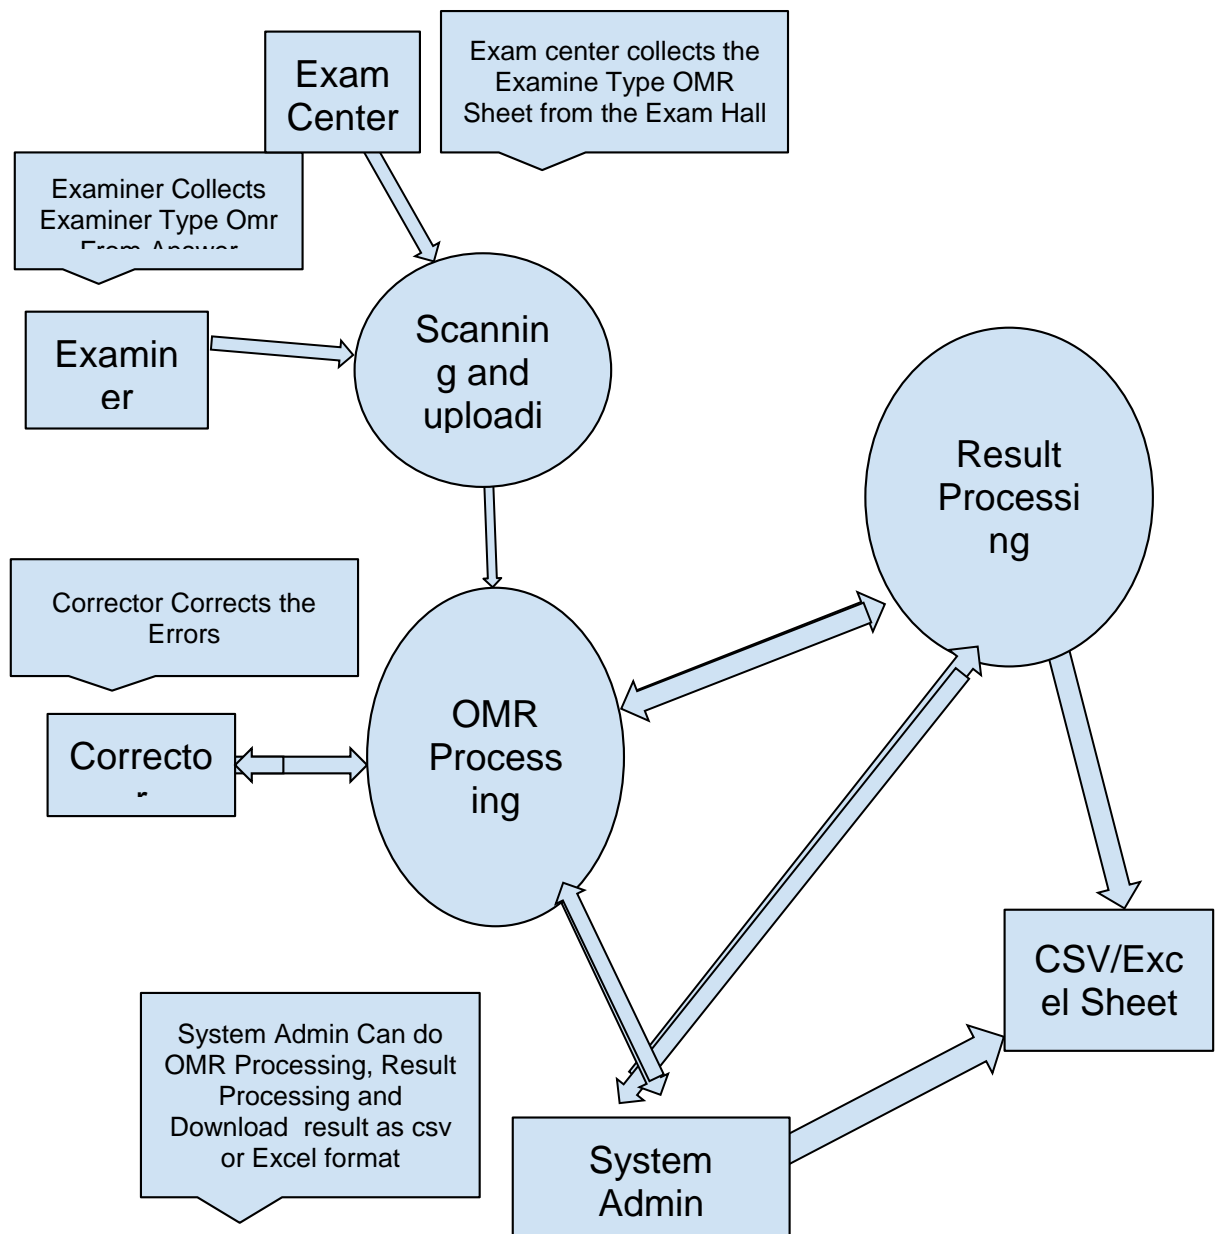 Exam
Center
Exam center collects the
Examine Type OMR
Sheet from the Exam Hall
Examiner Collects
Examiner Type Omr
From Answer
Examin
er
Scannin
g and
uploadi
Result
Processi
ng
Corrector Corrects the
Errors
Correcto
r
OMR
Process
ing
CSV/Exc
el Sheet
System Admin Can do
OMR Processing, Result
Processing and
Download result as csv
or Excel format
System
Admin